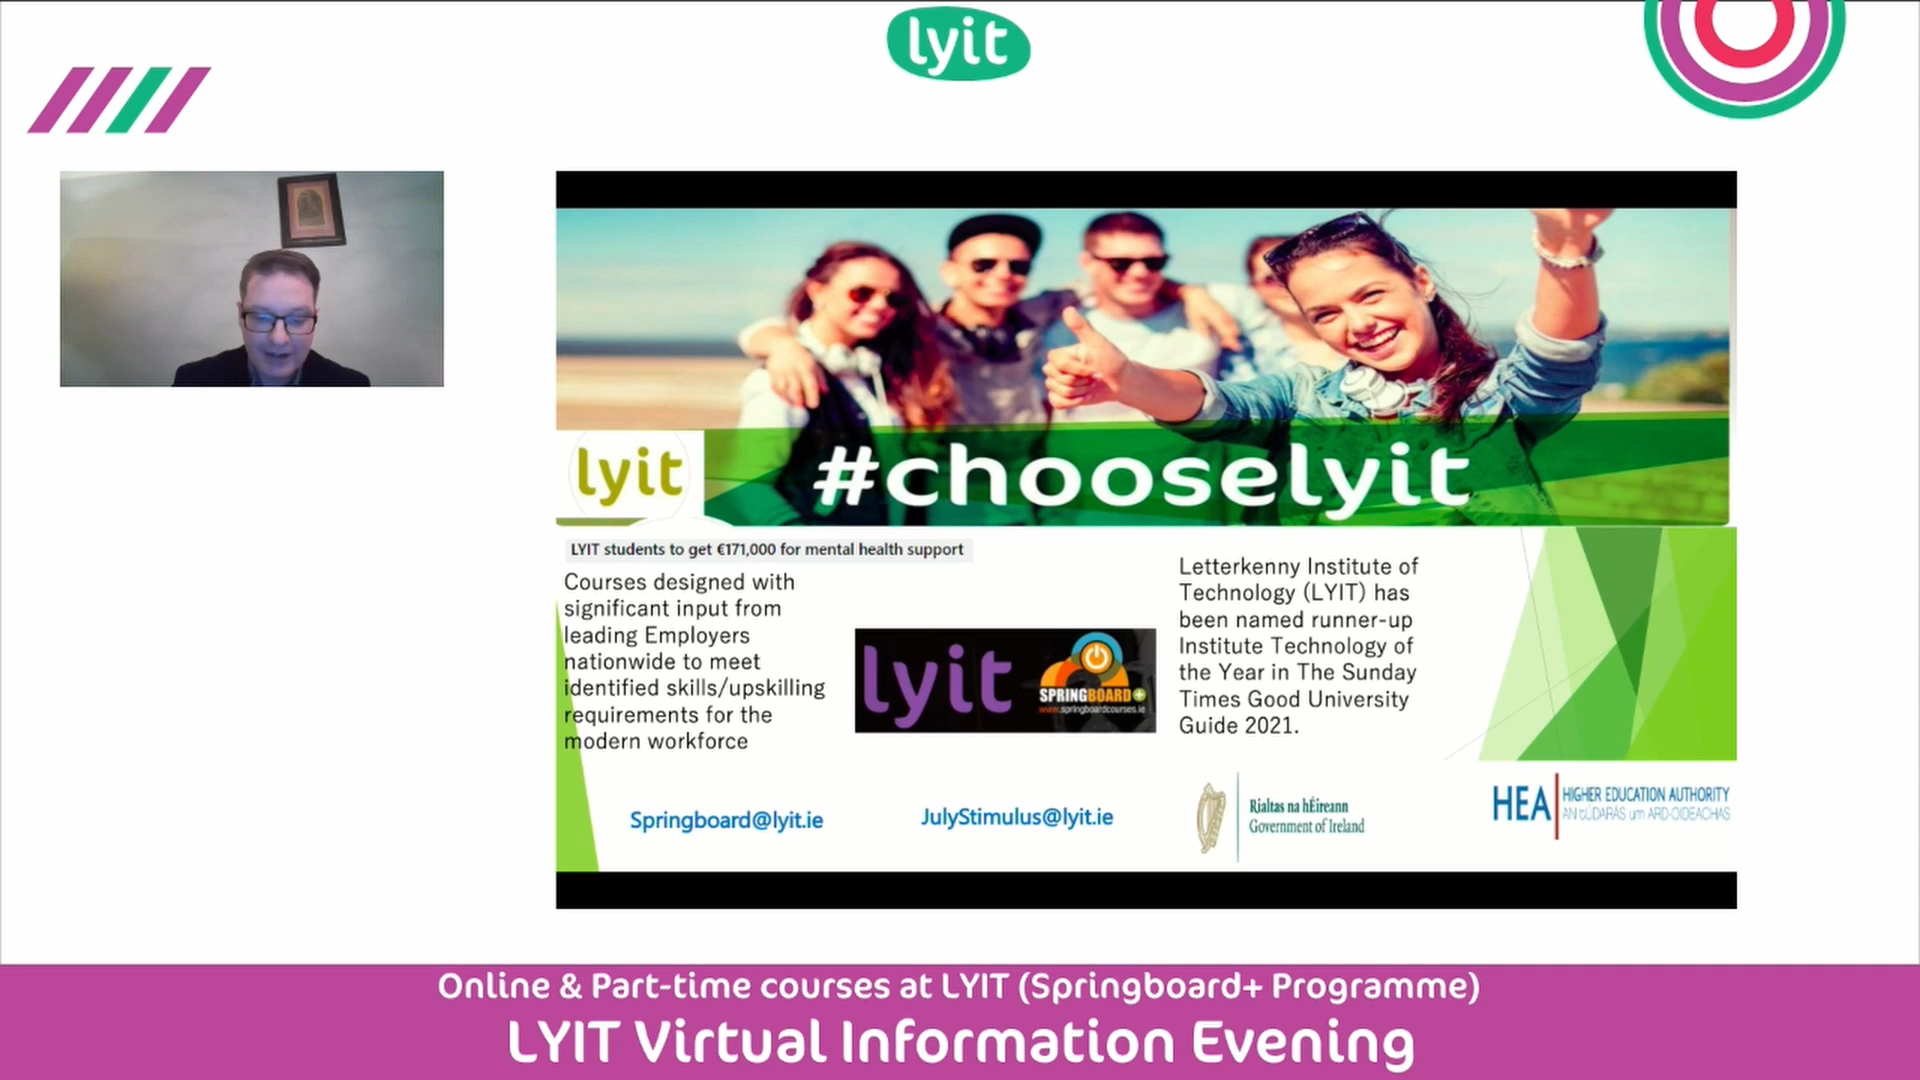 lyit
lyit
#chooselyit
LYIT students to get €171,000 for mental health support
Courses designed with
significant input from
leading Employers
nationwide to meet
identified skills/upskilling
requirements for the
modern workforce
lyit
SPRINGBOARD+
www.springboardcourses.ie
Letterkenny Institute of
Technology (LYIT) has
been named runner-up
Institute Technology of
the Year in The Sunday
Times Good University
Guide 2021.
Springboard@lyit.ie
JulyStimulus@lyit.ie
Rialtas na hÉireann
Government of Ireland
HEA
HIGHER EDUCATION AUTHORITY
AN tÚDARÁS um ARD-OIDEACHAS
Online & Part-time courses at LYIT (Springboard+ Programme)
LYIT Virtual Information Evening